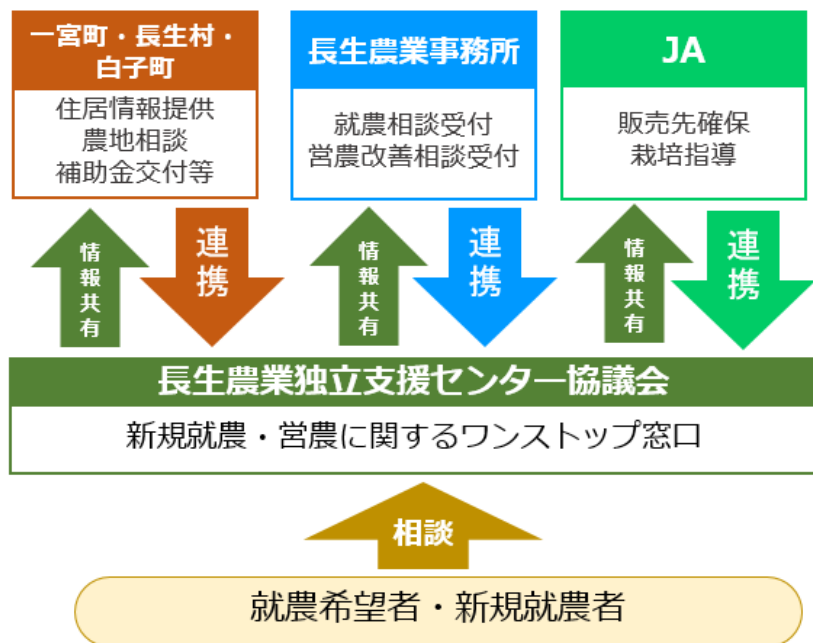 一宮町・長生村・
白子町
住居情報提供
農地相談
補助金交付等
長生農業事務所
就農相談受付
営農改善相談受付
JA
販売先確保
栽培指導
情報共有
連携
情報共有
連携
情報共有
連携
長生農業独立支援センター協議会
新規就農・営農に関するワンストップ窓口
相談
就農希望者・新規就農者